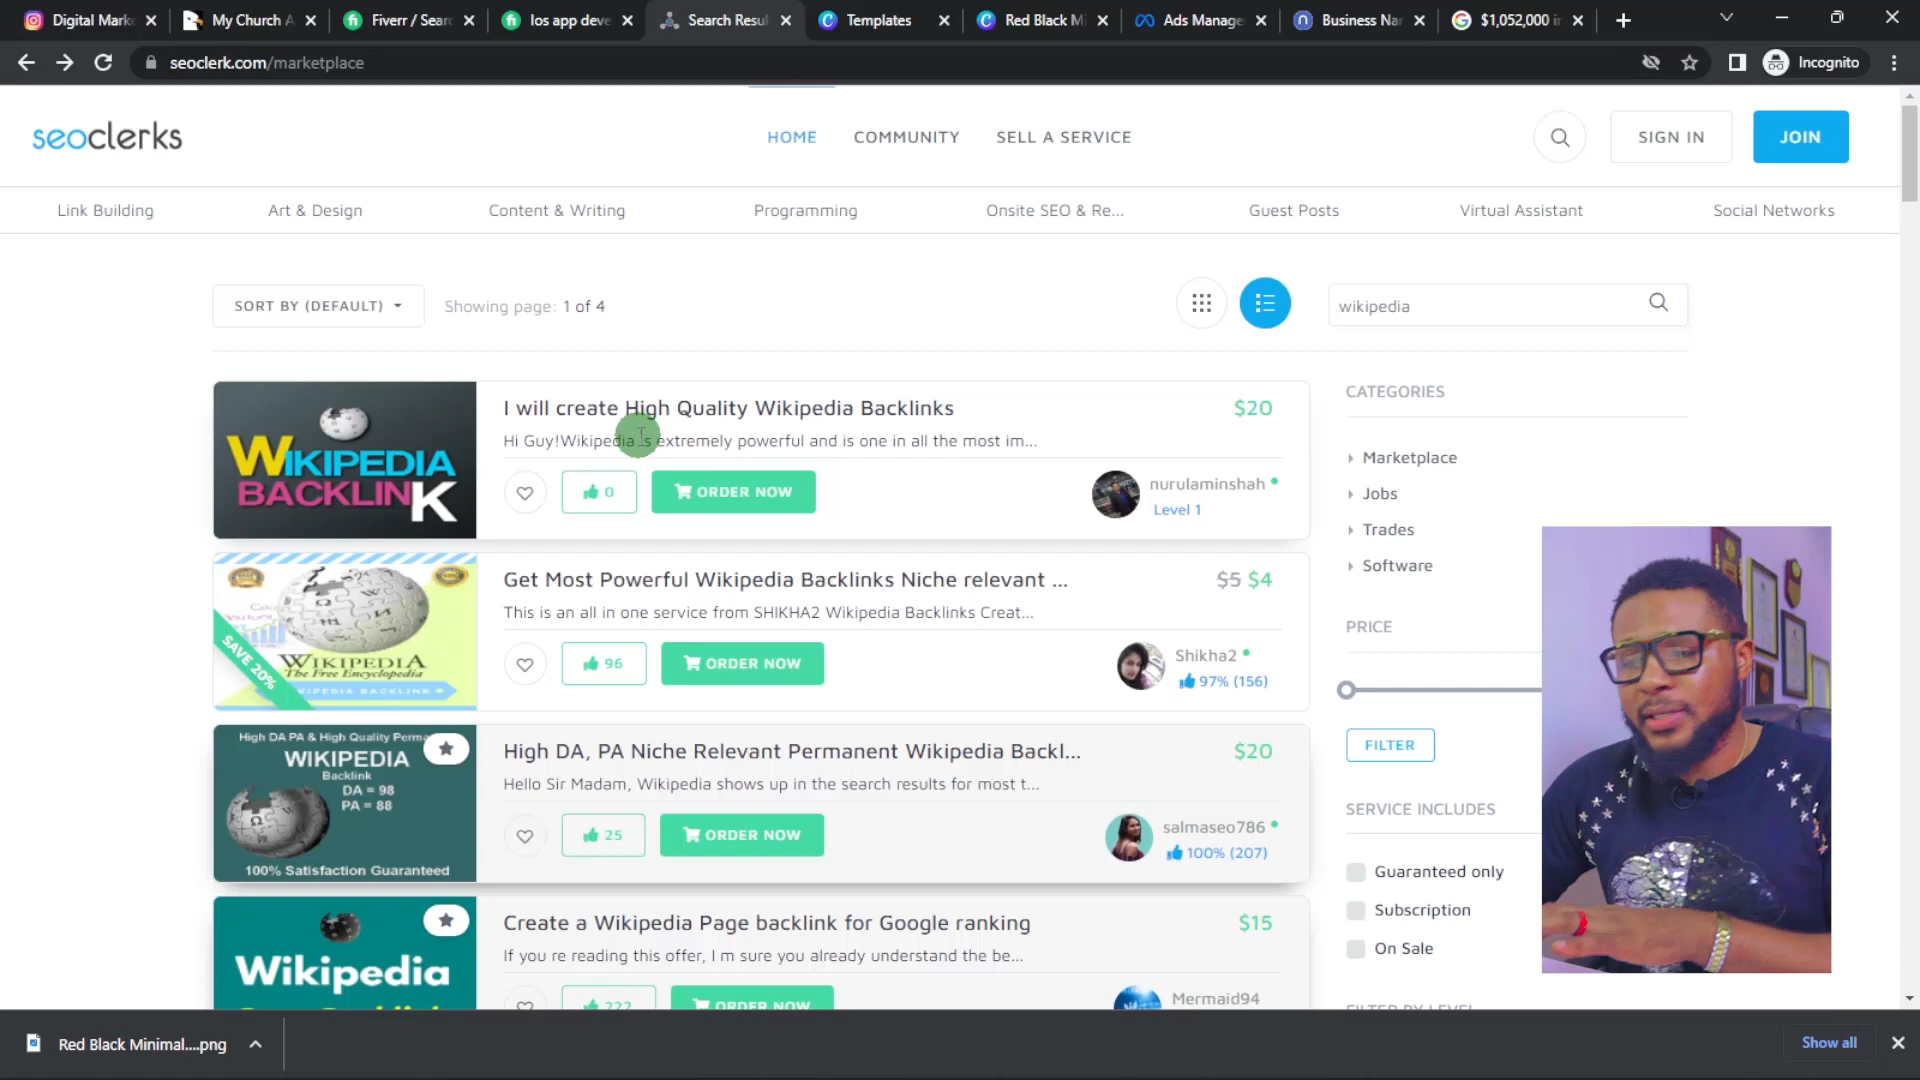 Digital Mark
My Church A
Fiverr / Sear
Ios app deve
Search Resul
Templates
Red Black Mi
Ads Manage
Business Nar
$1,052,000 in
seoclerk.com/marketplace
Incognito
seoclerks
HOME
COMMUNITY
SELL A SERVICE
SIGN IN
JOIN
Link Building
Art & Design
Content & Writing
Programming
Onsite SEO & Re...
Guest Posts
Virtual Assistant
Social Networks
SORT BY (DEFAULT)
Showing page: 1 of 4
wikipedia
WIKIPEDIA
BACKLINK
I will create High Quality Wikipedia Backlinks
$20
Hi Guy!Wikipedia is extremely powerful and is one in all the most im...
0
ORDER NOW
nurulaminshah
Level 1
SAVE 20%
WIKIPEDIA
The Free Encyclopedia
Get Most Powerful Wikipedia Backlinks Niche relevant ...
$5 $4
This is an all in one service from SHIKHA2 Wikipedia Backlinks Creat...
96
ORDER NOW
Shikha2
97% (156)
High DA PA & High Quality Perma
WIKIPEDIA
Backlink
DA = 98
PA = 88
100% Satisfaction Guaranteed
High DA, PA Niche Relevant Permanent Wikipedia Backl...
$20
Hello Sir Madam, Wikipedia shows up in the search results for most t...
25
ORDER NOW
salmaseo786
100% (207)
Wikipedia
Create a Wikipedia Page backlink for Google ranking
$15
If you re reading this offer, I m sure you already understand the be...
222
ORDER NOW
Mermaid94
CATEGORIES
Marketplace
Jobs
Trades
Software
PRICE
FILTER
SERVICE INCLUDES
Guaranteed only
Subscription
On Sale
FILTER BY LEVEL
Red Black Minimal....png
Show all